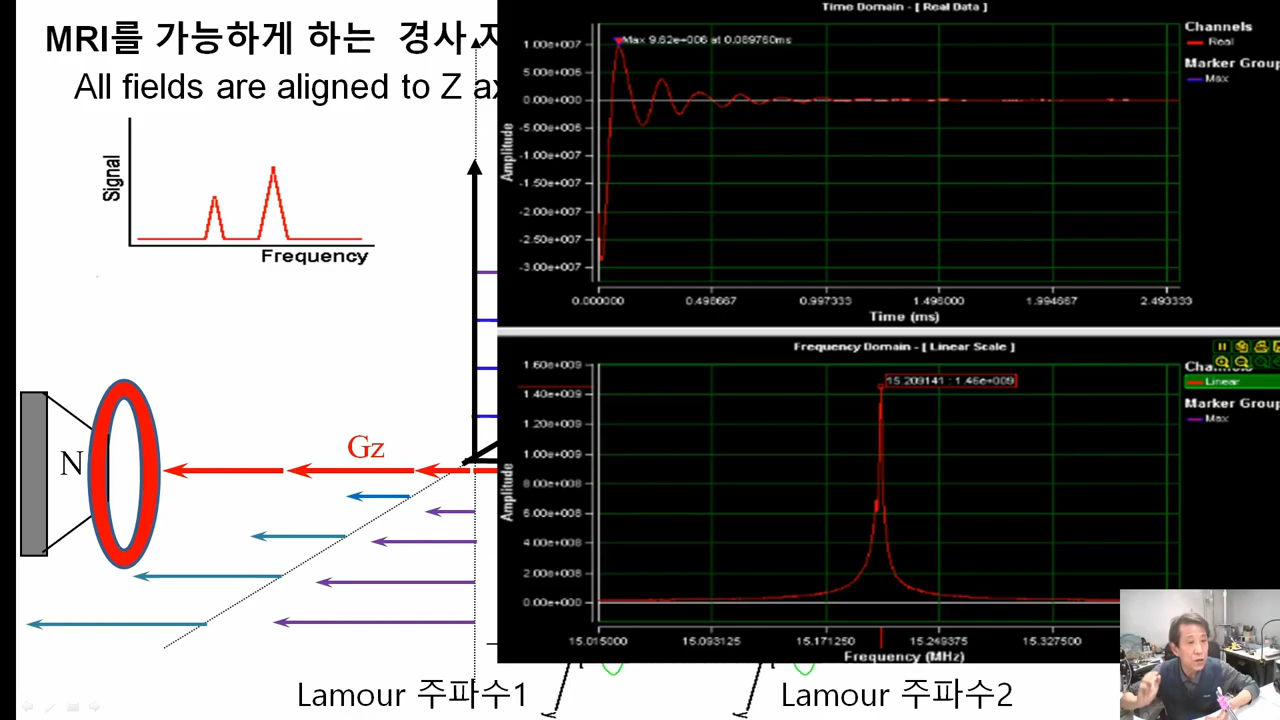 MRI를 가능하게 하는 경사
All fields are aligned to Z
Signal
Frequency
N
Gz
Lamour 주파수1
Lamour 주파수2
Time Domain - [ Real Data ]
Max 9.62e+006 at 0.089760ms
Channels
Real
Marker Group
Max
Amplitude
1.00e+007
5.00e+006
0.00e+000
-5.00e+006
-1.00e+007
-1.50e+007
-2.00e+007
-2.50e+007
-3.00e+007
0.000000
0.498667
0.997333
1.496000
1.994667
2.493333
Time (ms)
Frequency Domain - [ Linear Scale ]
15.209141 : 1.46e+009
Linear
Marker Group
Max
Amplitude
1.60e+009
1.40e+009
1.20e+009
1.00e+009
8.00e+008
6.00e+008
4.00e+008
2.00e+008
0.00e+000
15.015000
15.093125
15.171250
15.249375
15.327500
Frequency (MHz)